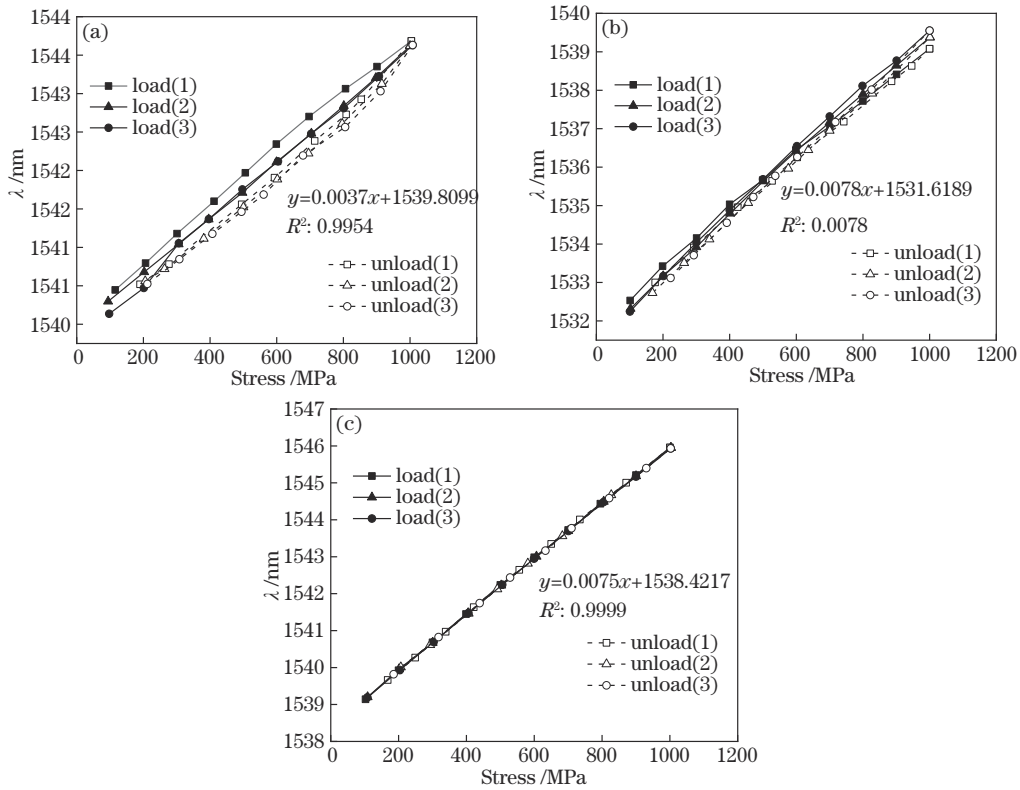 (a)
1544
1544
1543
1543
1542
1542
1541
1541
1540
λ /nm
load(1)
load(2)
load(3)
y=0.0037x+1539.8099
R²: 0.9954
unload(1)
unload(2)
unload(3)
0 200 400 600 800 1000 1200
Stress /MPa
(b)
1540
1539
1538
1537
1536
1535
1534
1533
1532
λ /nm
load(1)
load(2)
load(3)
y=0.0078x+1531.6189
R²: 0.0078
unload(1)
unload(2)
unload(3)
0 200 400 600 800 1000 1200
Stress /MPa
(c)
1547
1546
1545
1544
1543
1542
1541
1540
1539
1538
λ /nm
load(1)
load(2)
load(3)
y=0.0075x+1538.4217
R²: 0.9999
unload(1)
unload(2)
unload(3)
0 200 400 600 800 1000 1200
Stress /MPa